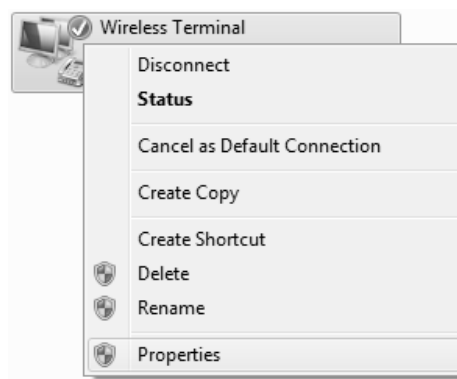 Wireless Terminal
Disconnect
Status
Cancel as Default Connection
Create Copy
Create Shortcut
Delete
Rename
Properties